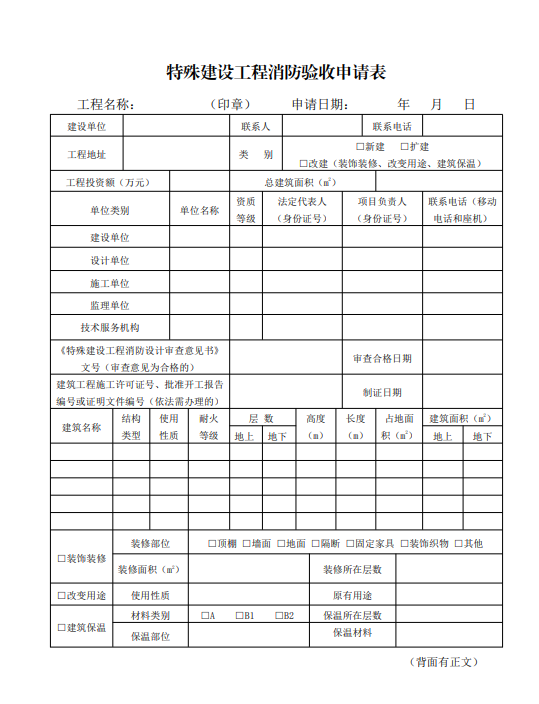 特殊建设工程消防验收申请表
工程名称： （印章） 申请日期： 年 月 日
建设单位 联系人 联系电话
工程地址 类 别 □新建 □扩建
□改建（装饰装修、改变用途、建筑保温）
工程投资额（万元） 总建筑面积（㎡）
单位类别 单位名称 资质
等级 法定代表人
（身份证号） 项目负责人
（身份证号） 联系电话（移动
电话和座机）
建设单位
设计单位
施工单位
监理单位
技术服务机构
《特殊建设工程消防设计审查意见书》
文号（审查意见为合格的） 审查合格日期
建筑工程施工许可证号、批准开工报告
编号或证明文件编号（依法需办理的） 制证日期
建筑名称 结构
类型 使用
性质 耐火
等级 层 数 高度
（m） 长度
（m） 占地面
积（㎡） 建筑面积（㎡）
地上 地下 地上 地下
□装饰装修 装修部位 □顶棚 □墙面 □地面 □隔断 □固定家具 □装饰织物 □其他
装修面积（㎡） 装修所在层数
□改变用途 使用性质 原有用途
□建筑保温 材料类别 □A □B1 □B2 保温所在层数
保温部位 保温材料
（背面有正文）